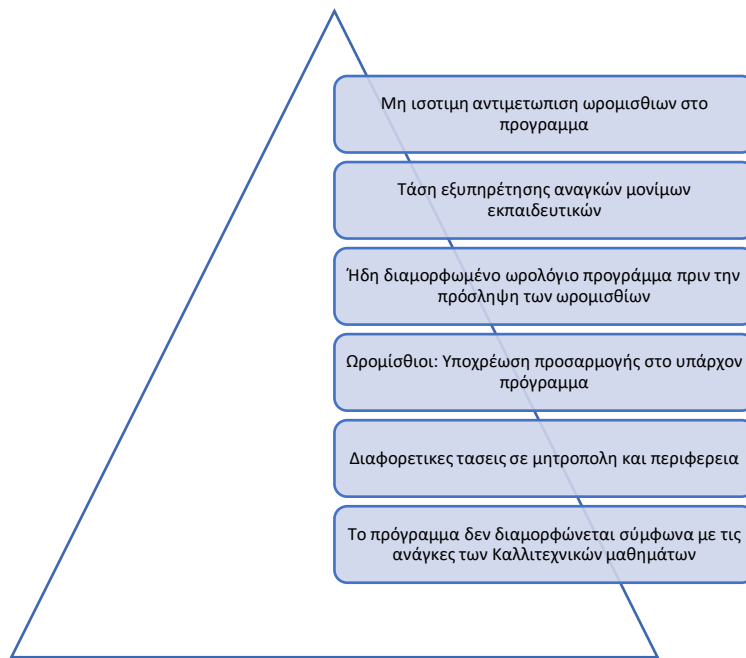 Μη ισοτιμη αντιμετωπιση ωρομισθιων στο
προγραμμα
Τάση εξυπηρέτησης αναγκών μονίμων
εκπαιδευτικών
Ήδη διαμορφωμένο ωρολόγιο προγράμμα πριν την
πρόσληψη των ωρομισθίων
Ωρομίσθιοι: Υποχρέωση προσαρμογής στο υπάρχον
πρόγραμμα
Διαφορετικες τασεις σε μητροπολη και περιφερεια
Το πρόγραμμα δεν διαμορφώνεται σύμφωνα με τις
ανάγκες των Καλλιτεχνικών μαθημάτων